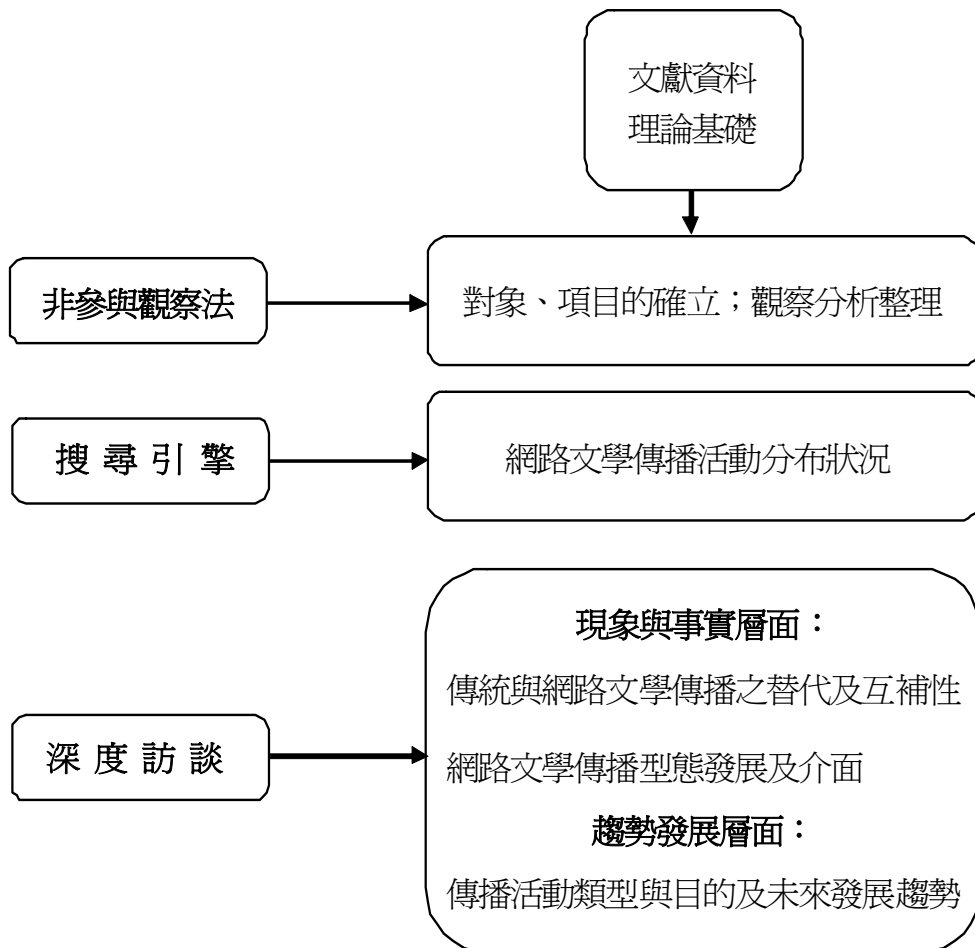 文獻資料
理論基礎
非參與觀察法
對象、項目的確立；觀察分析整理
搜尋引擎
網路文學傳播活動分布狀況
深度訪談
現象與事實層面：
傳統與網路文學傳播之替代及互補性
網路文學傳播型態發展及介面
趨勢發展層面：
傳播活動類型與目的及未來發展趨勢